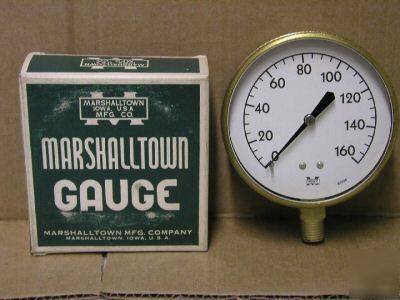 MARSHALLTOWN
IOWA, U.S.A.
MFG. CO.
MARSHALLTOWN
GAUGE
MARSHALLTOWN MFG. COMPANY
MARSHALLTOWN, IOWA, U.S.A.
0
20
40
60
80
100
120
140
160
M